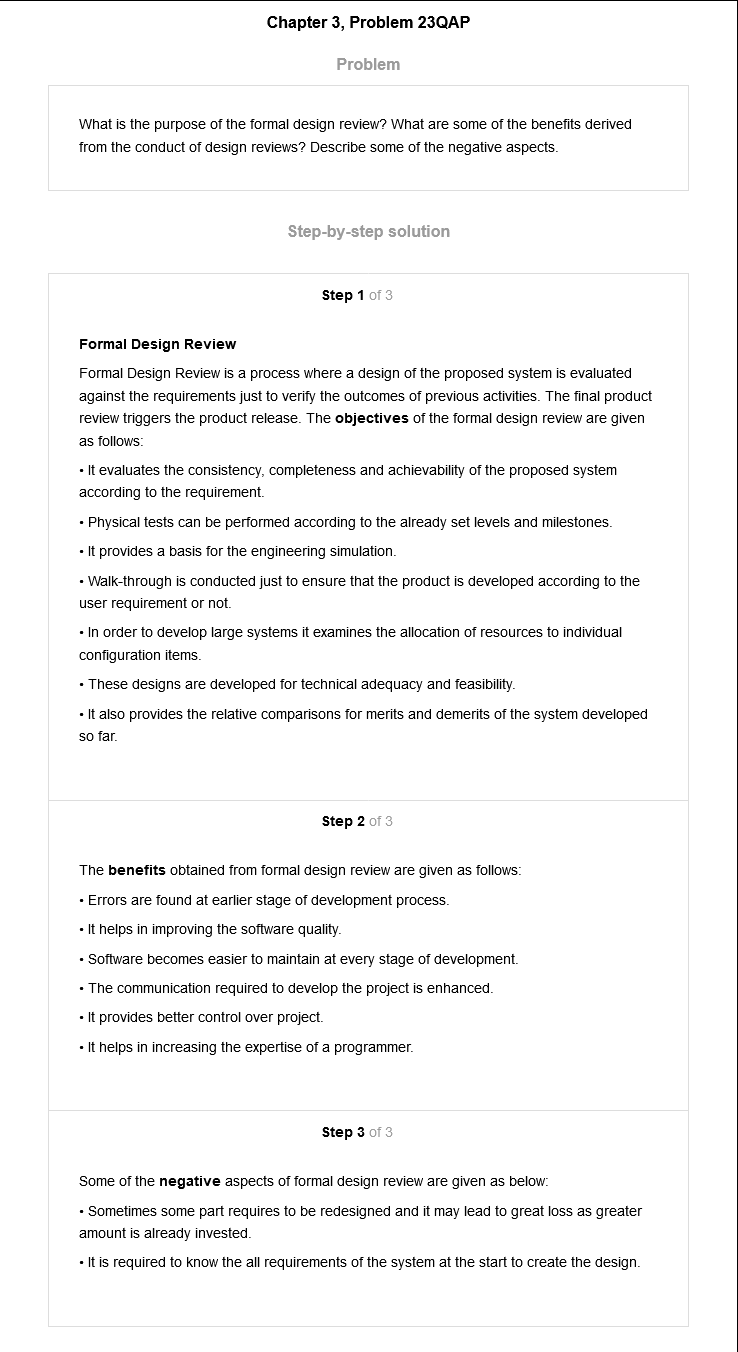 Chapter 3, Problem 23QAP
Problem
What is the purpose of the formal design review? What are some of the benefits derived
from the conduct of design reviews? Describe some of the negative aspects.
Step-by-step solution
Step 1 of 3
Formal Design Review
Formal Design Review is a process where a design of the proposed system is evaluated
against the requirements just to verify the outcomes of previous activities. The final product
review triggers the product release. The objectives of the formal design review are given
as follows:
• It evaluates the consistency, completeness and achievability of the proposed system
according to the requirement.
• Physical tests can be performed according to the already set levels and milestones.
• It provides a basis for the engineering simulation.
• Walk-through is conducted just to ensure that the product is developed according to the
user requirement or not.
• In order to develop large systems it examines the allocation of resources to individual
configuration items.
• These designs are developed for technical adequacy and feasibility.
• It also provides the relative comparisons for merits and demerits of the system developed
so far.
Step 2 of 3
The benefits obtained from formal design review are given as follows:
• Errors are found at earlier stage of development process.
• It helps in improving the software quality.
• Software becomes easier to maintain at every stage of development.
• The communication required to develop the project is enhanced.
• It provides better control over project.
• It helps in increasing the expertise of a programmer.
Step 3 of 3
Some of the negative aspects of formal design review are given as below:
• Sometimes some part requires to be redesigned and it may lead to great loss as greater
amount is already invested.
• It is required to know the all requirements of the system at the start to create the design.